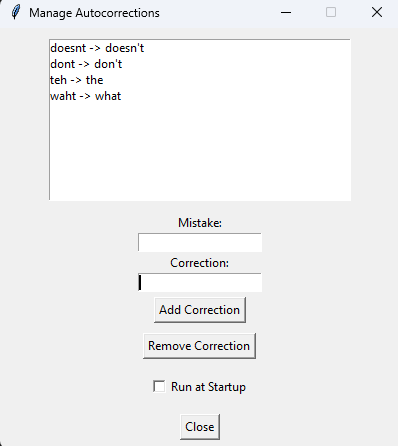 Manage Autocorrections
doesnt -> doesn't
dont -> don't
teh -> the
waht -> what
Mistake:
Correction:
Add Correction
Remove Correction
Run at Startup
Close